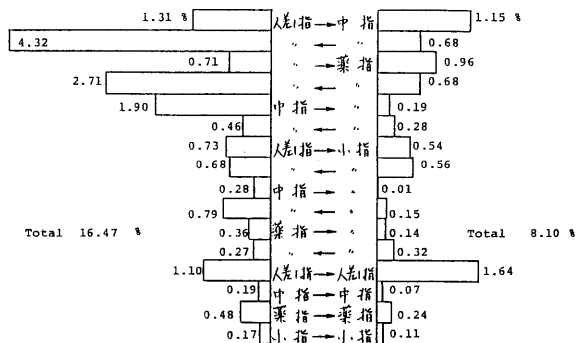 1.31 % 人差指 → 中指 1.15 %
4.32 〃 ← 〃 0.68
0.71 〃 → 薬指 0.96
2.71 〃 ← 〃 0.68
1.90 中指 → 〃 0.19
0.46 〃 ← 〃 0.28
0.73 人差指 → 小指 0.54
0.68 〃 ← 〃 0.56
0.28 中指 → 〃 0.01
0.79 〃 ← 〃 0.15
Total 16.47 % 0.36 薬指 → 〃 0.14 Total 8.10 %
0.27 〃 ← 〃 0.32
1.10 人差指 → 人差指 1.64
0.19 中指 → 中指 0.07
0.48 薬指 → 薬指 0.24
0.17 小指 → 小指 0.11